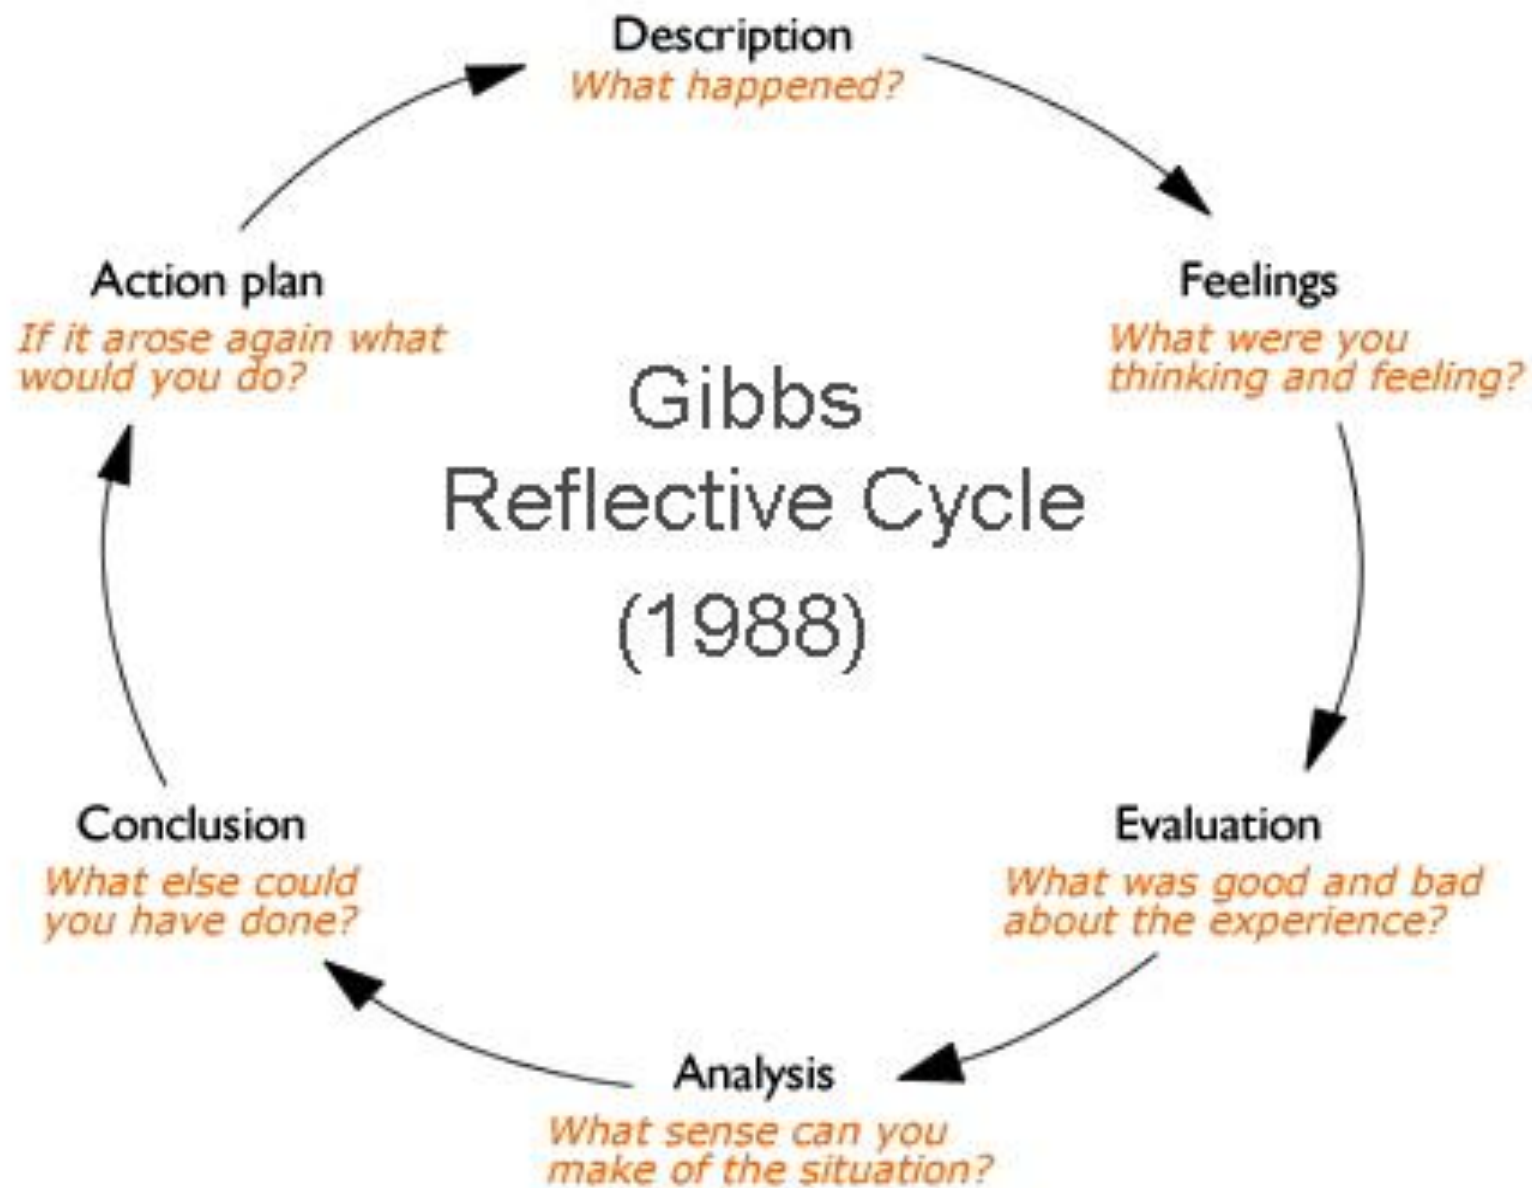 Description
What happened?
Feelings
What were you
thinking and feeling?
Evaluation
What was good and bad
about the experience?
Analysis
What sense can you
make of the situation?
Conclusion
What else could
you have done?
Action plan
If it arose again what
would you do?
Gibbs
Reflective Cycle
(1988)